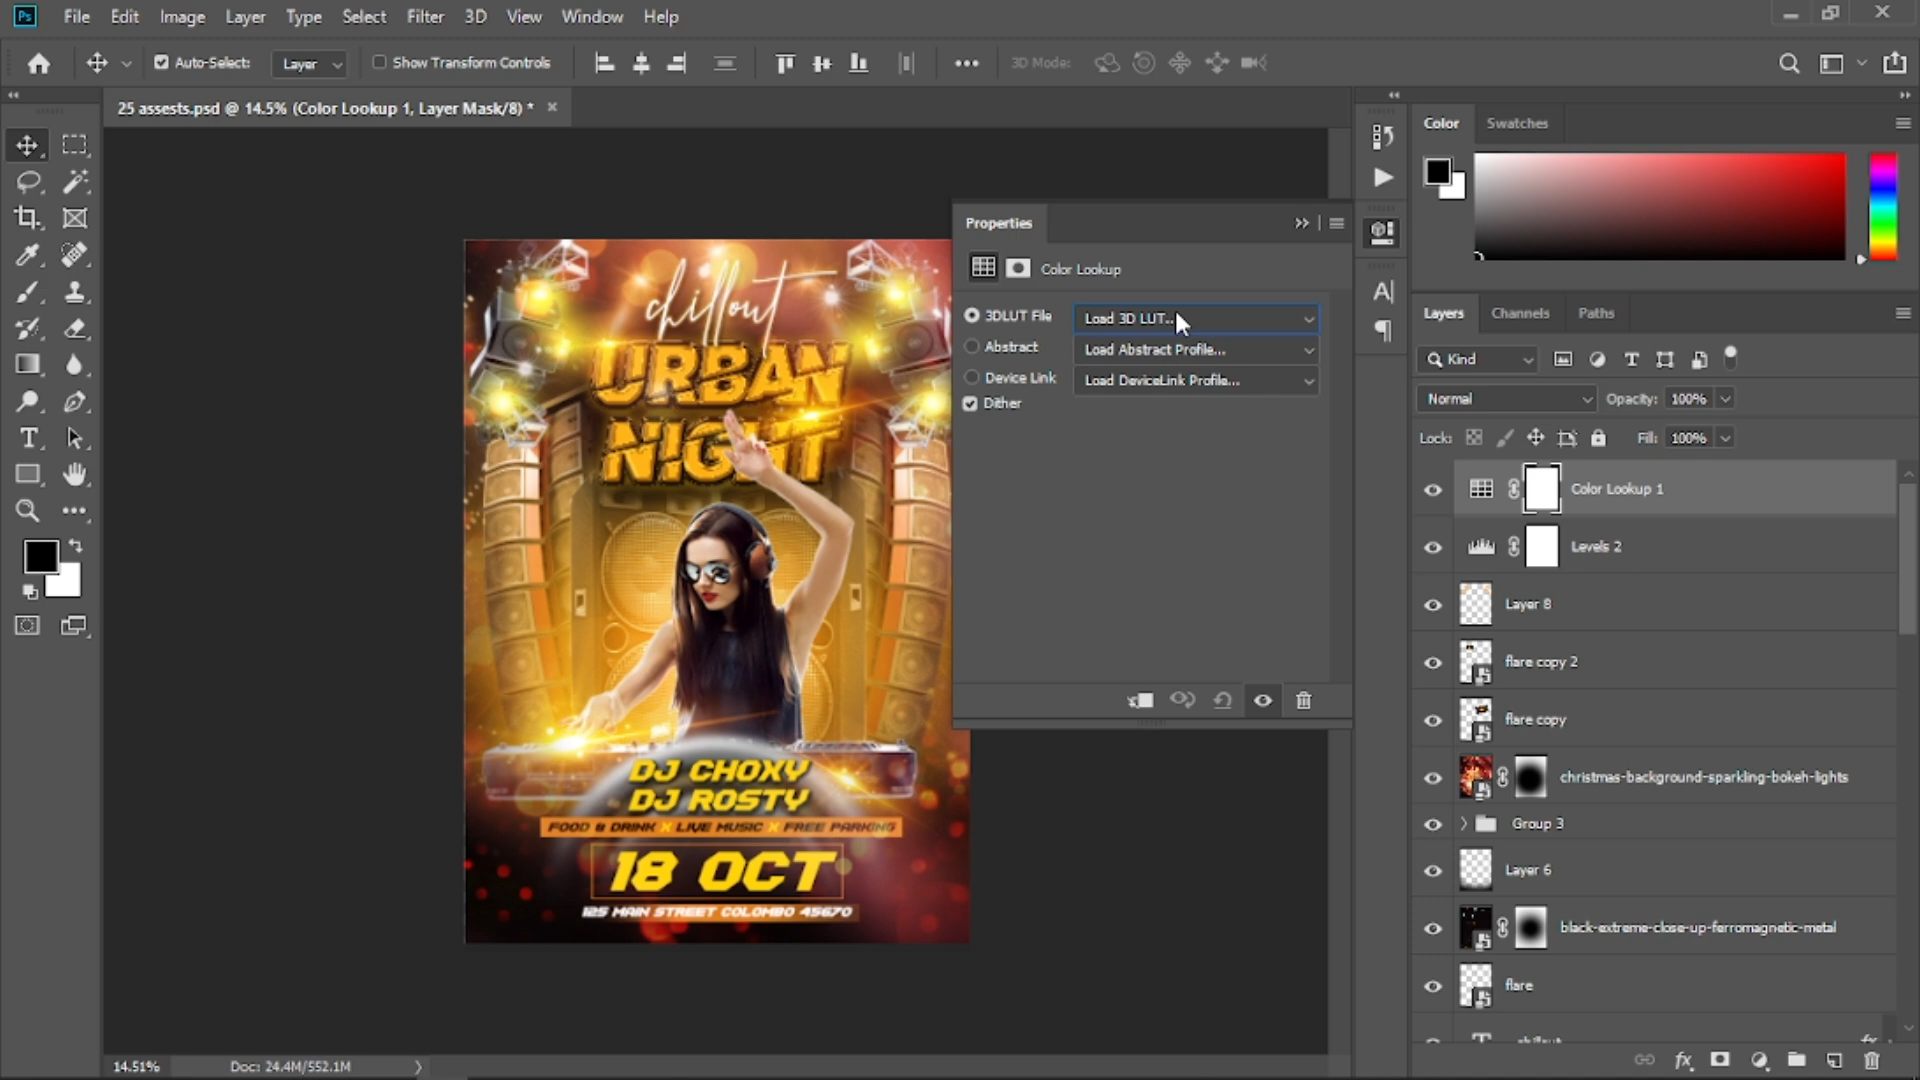 Ps File Edit Image Layer Type Select Filter 3D View Window Help
Auto-Select: Layer Show Transform Controls 3D Mode:
25 assests.psd @ 14.5% (Color Lookup 1, Layer Mask/8) *
Color Swatches
Properties
Color Lookup
3DLUT File Load 3D LUT...
Abstract Load Abstract Profile...
Device Link Load DeviceLink Profile...
Dither
Layers Channels Paths
Kind
Normal Opacity: 100%
Lock: Fill: 100%
Color Lookup 1
Levels 2
Layer 8
flare copy 2
flare copy
christmas-background-sparkling-bokeh-lights
Group 3
Layer 6
black-extreme-close-up-ferromagnetic-metal
flare
chillout
URBAN
NIGHT
DJ CHOXY
DJ ROSTY
FOOD & DRINK X LIVE MUSIC X FREE PARKING
18 OCT
125 MAIN STREET COLOMBO 45670
14.51% Doc: 24.4M/552.1M